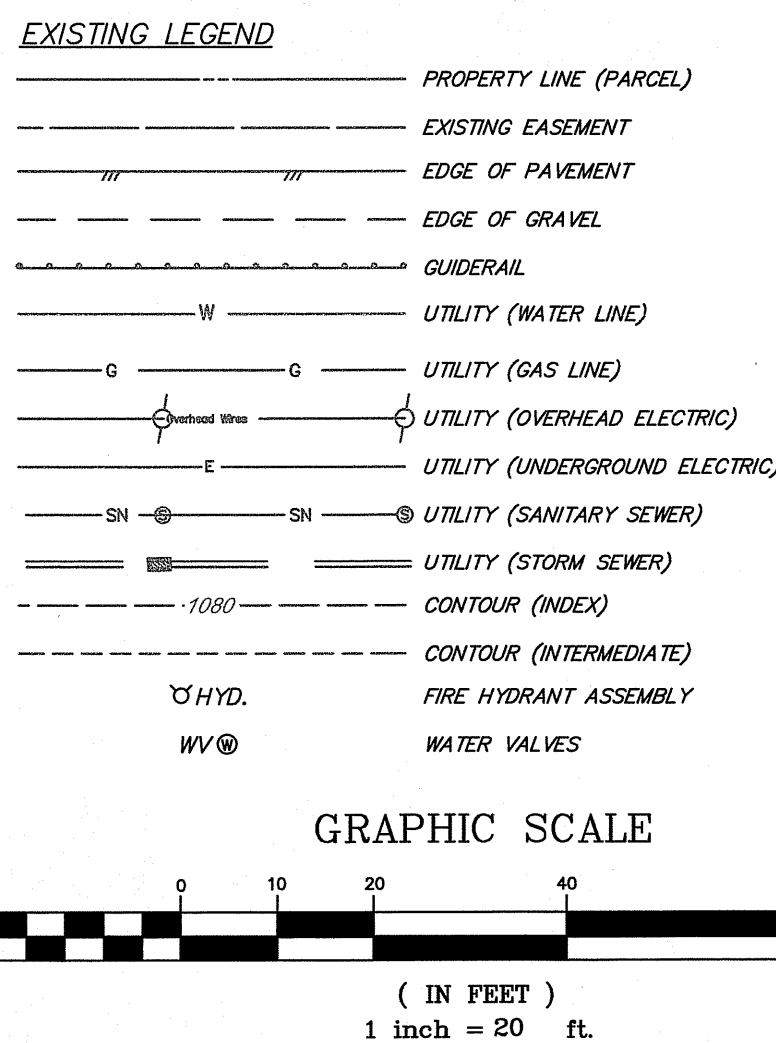 EXISTING LEGEND
PROPERTY LINE (PARCEL)
EXISTING EASEMENT
EDGE OF PAVEMENT
EDGE OF GRAVEL
GUIDERAIL
W UTILITY (WATER LINE)
G G UTILITY (GAS LINE)
Overhead Wires UTILITY (OVERHEAD ELECTRIC)
E UTILITY (UNDERGROUND ELECTRIC)
SN S SN S UTILITY (SANITARY SEWER)
UTILITY (STORM SEWER)
1080 CONTOUR (INDEX)
CONTOUR (INTERMEDIATE)
HYD. FIRE HYDRANT ASSEMBLY
WV W WATER VALVES
GRAPHIC SCALE
0 10 20 40
( IN FEET )
1 inch = 20 ft.